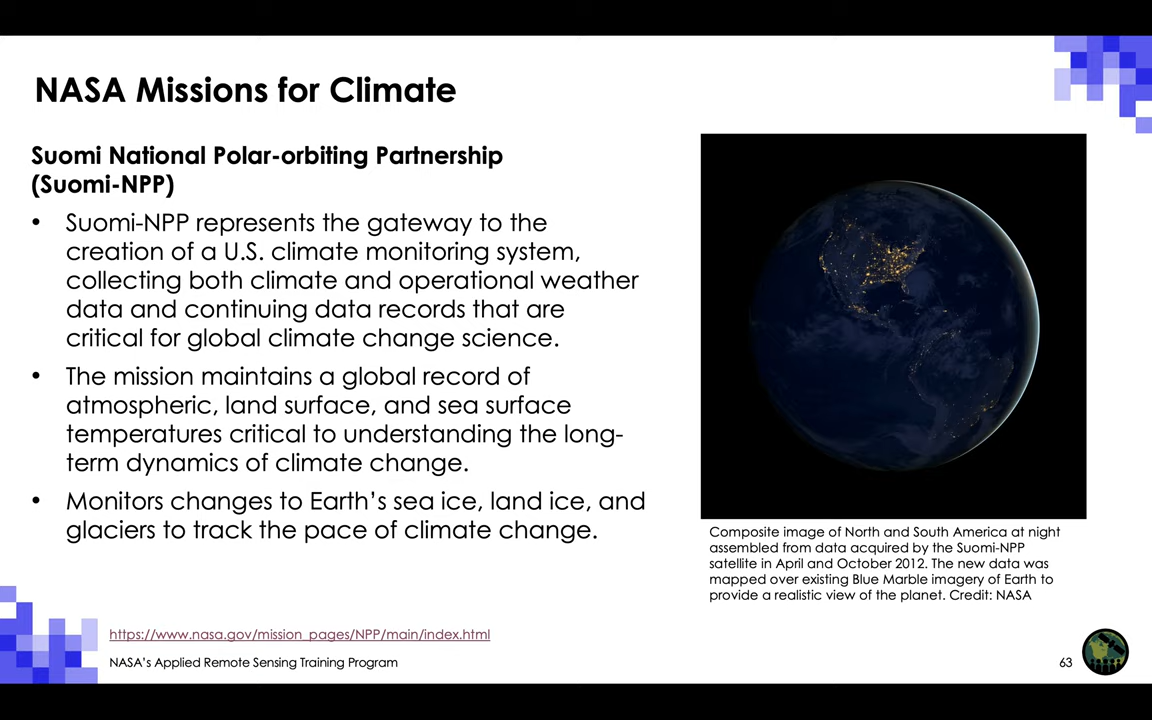 NASA Missions for Climate
Suomi National Polar-orbiting Partnership
(Suomi-NPP)
• Suomi-NPP represents the gateway to the
creation of a U.S. climate monitoring system,
collecting both climate and operational weather
data and continuing data records that are
critical for global climate change science.
• The mission maintains a global record of
atmospheric, land surface, and sea surface
temperatures critical to understanding the long-
term dynamics of climate change.
• Monitors changes to Earth’s sea ice, land ice, and
glaciers to track the pace of climate change.
Composite image of North and South America at night
assembled from data acquired by the Suomi-NPP
satellite in April and October 2012. The new data was
mapped over existing Blue Marble imagery of Earth to
provide a realistic view of the planet. Credit: NASA
https://www.nasa.gov/mission_pages/NPP/main/index.html
NASA’s Applied Remote Sensing Training Program
63